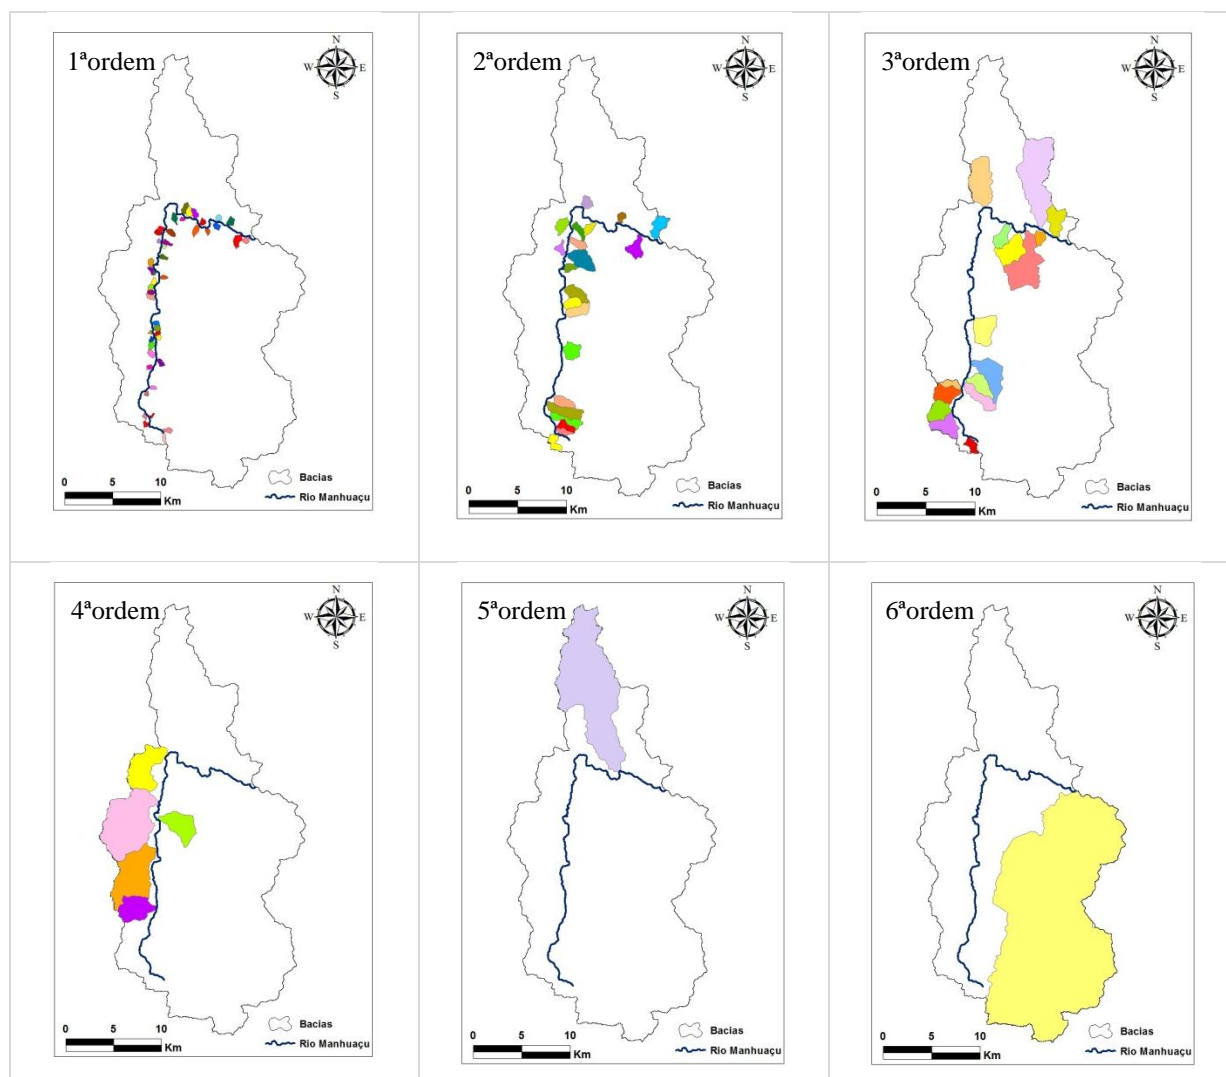 1ªordem
N
W E
S
Bacias
0 5 10
Km
Rio Manhuaçu
2ªordem
N
W E
S
Bacias
0 5 10
Km
Rio Manhuaçu
3ªordem
N
W E
S
Bacias
0 5 10
Km
Rio Manhuaçu
4ªordem
N
W E
S
Bacias
0 5 10
Km
Rio Manhuaçu
5ªordem
N
W E
S
Bacias
0 5 10
Km
Rio Manhuaçu
6ªordem
N
W E
S
Bacias
0 5 10
Km
Rio Manhuaçu